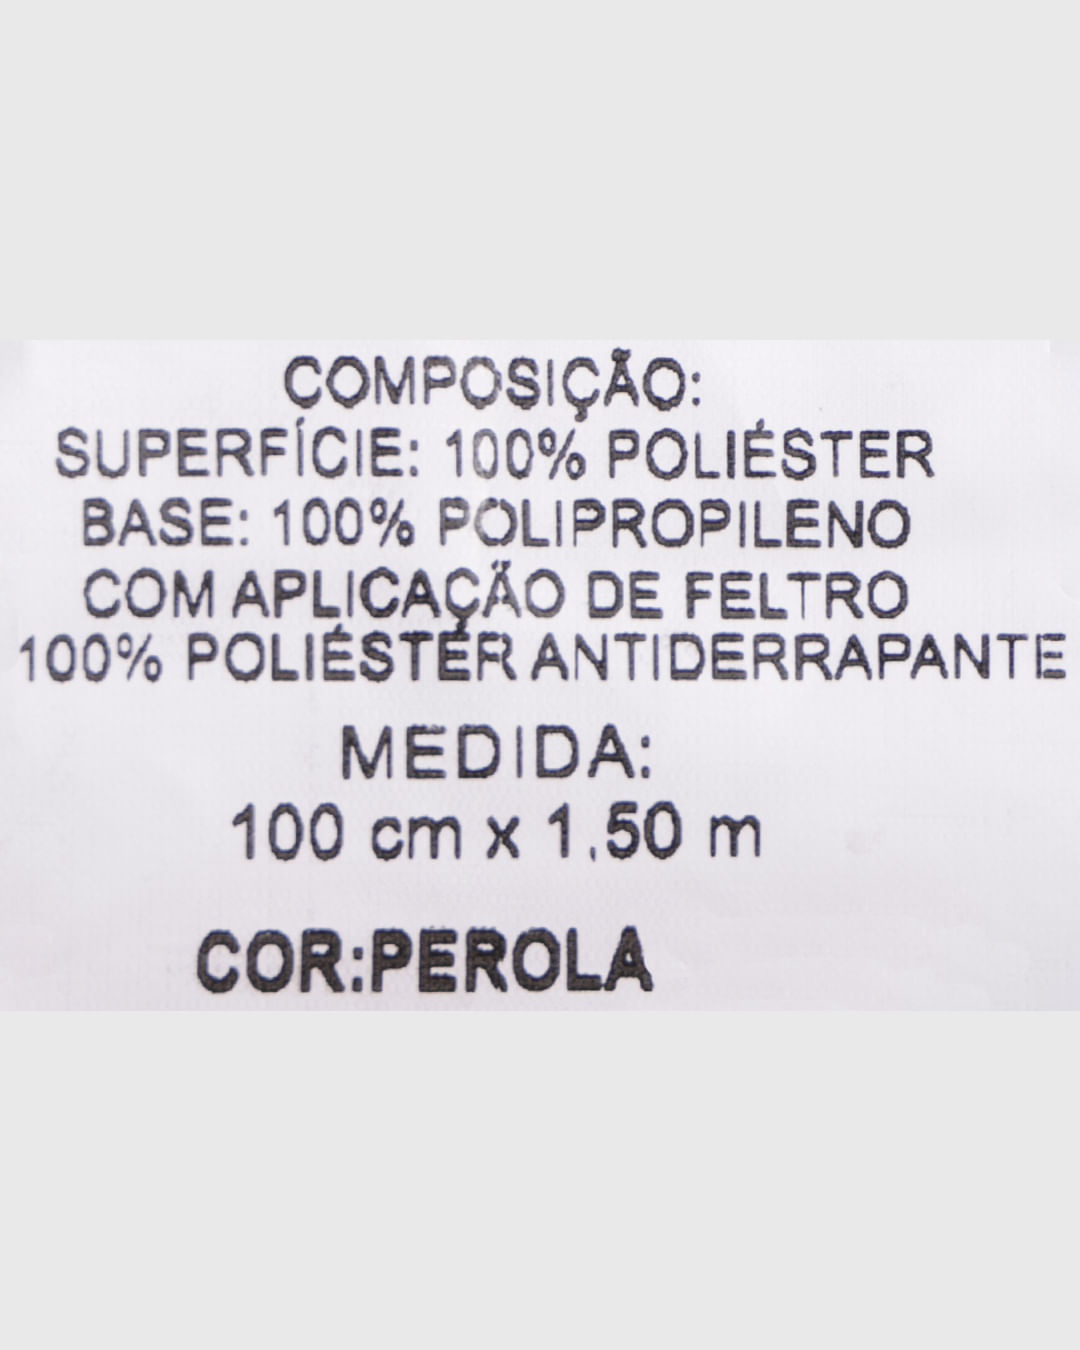 COMPOSIÇÃO:
SUPERFÍCIE: 100% POLIÉSTER
BASE: 100% POLIPROPILENO
COM APLICAÇÃO DE FELTRO
100% POLIÉSTER ANTIDERRAPANTE
MEDIDA:
100 cm x 1.50 m
COR:PEROLA